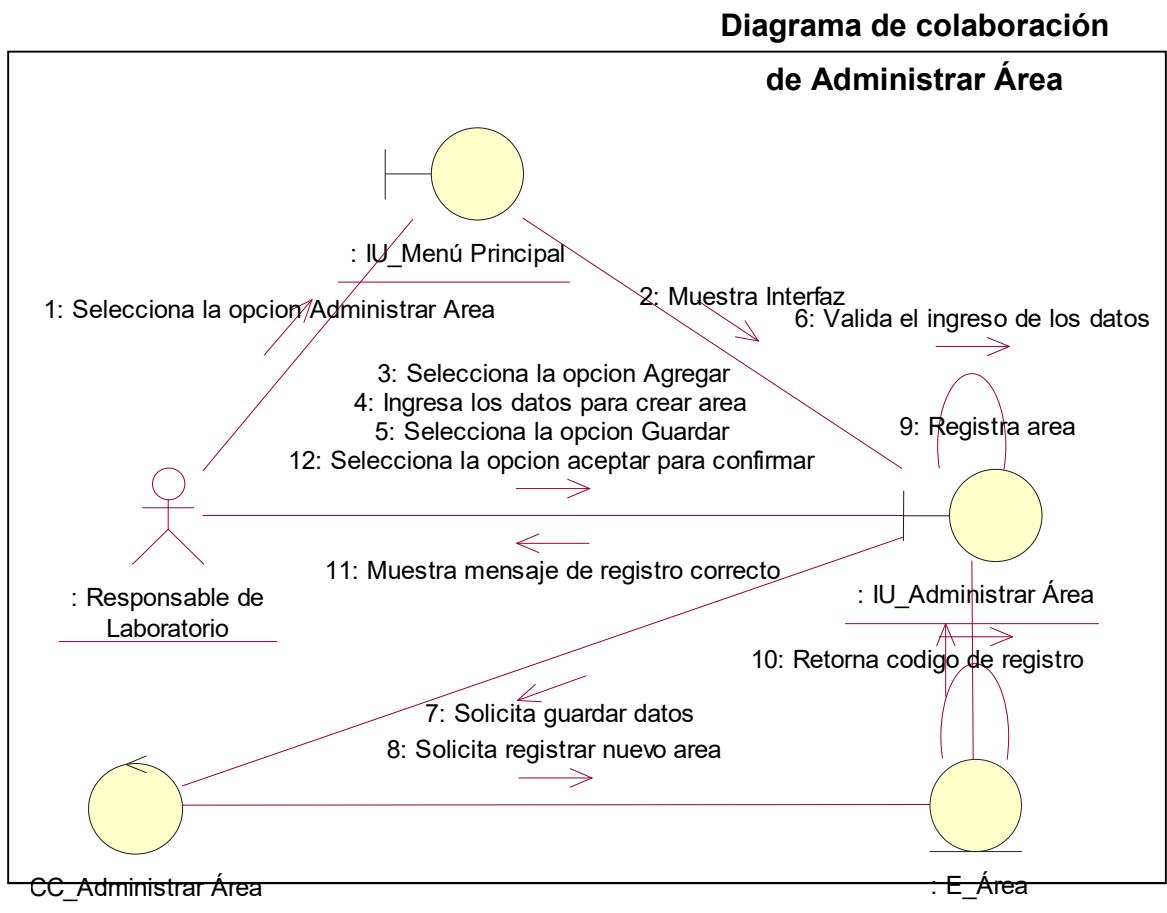 Diagrama de colaboración
de Administrar Área
: IU_Menú Principal
1: Selecciona la opcion Administrar Area
2: Muestra Interfaz
6: Valida el ingreso de los datos
3: Selecciona la opcion Agregar
4: Ingresa los datos para crear area
5: Selecciona la opcion Guardar
12: Selecciona la opcion aceptar para confirmar
9: Registra area
11: Muestra mensaje de registro correcto
: Responsable de
Laboratorio
: IU_Administrar Área
10: Retorna codigo de registro
7: Solicita guardar datos
8: Solicita registrar nuevo area
CC_Administrar Área
: E_Área